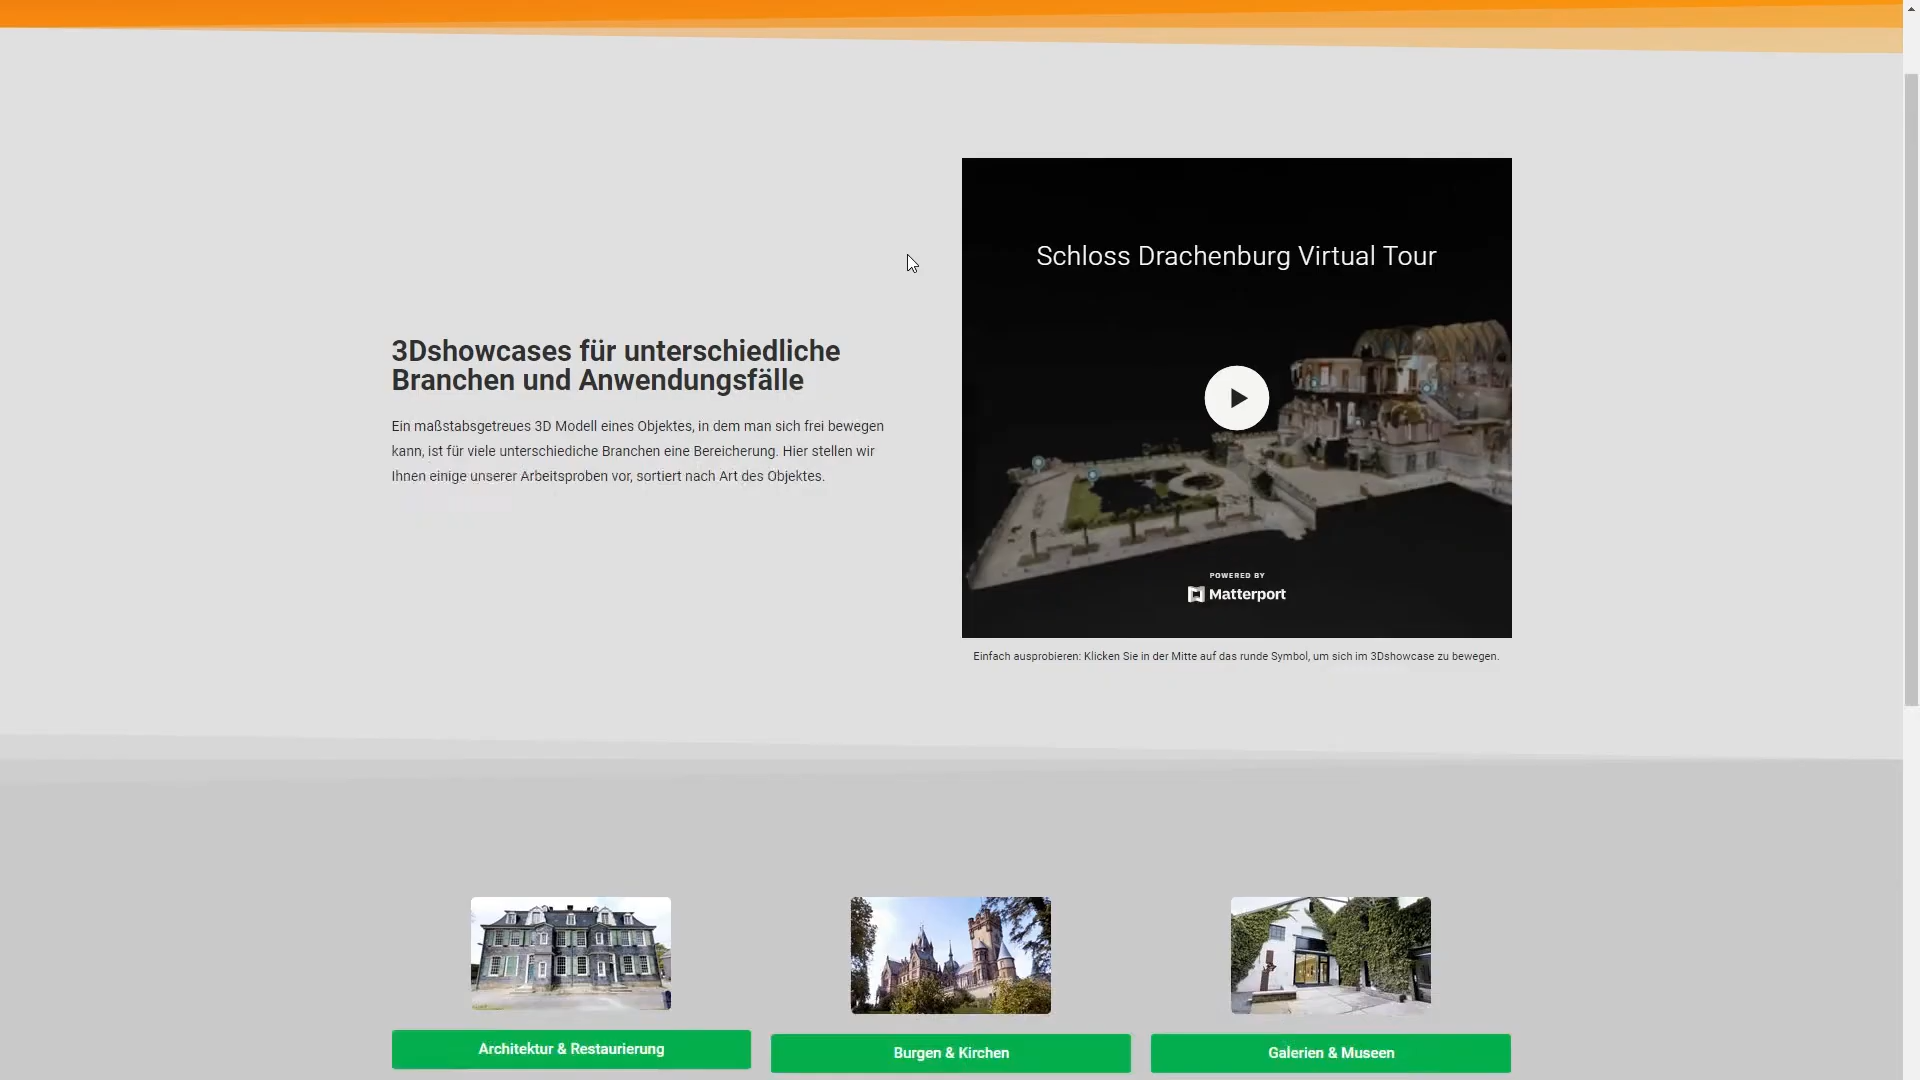 3Dshowcases für unterschiedliche
Branchen und Anwendungsfälle
Ein maßstabsgetreues 3D Modell eines Objektes, in dem man sich frei bewegen
kann, ist für viele unterschiedliche Branchen eine Bereicherung. Hier stellen wir
Ihnen einige unserer Arbeitsproben vor, sortiert nach Art des Objektes.
Schloss Drachenburg Virtual Tour
POWERED BY
Matterport
Einfach ausprobieren: Klicken Sie in der Mitte auf das runde Symbol, um sich im 3Dshowcase zu bewegen.
Architektur & Restaurierung
Burgen & Kirchen
Galerien & Museen